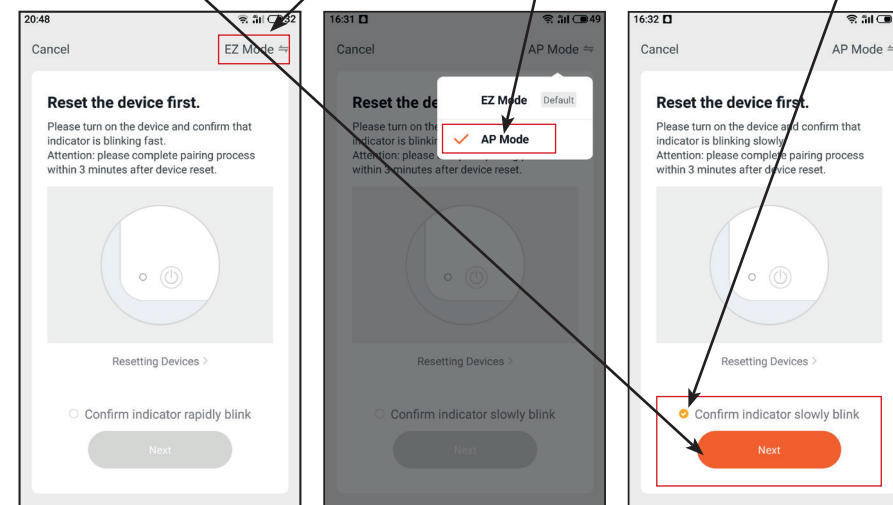 20:48
32
Cancel
EZ Mode
Reset the device first.
Please turn on the device and confirm that
indicator is blinking fast.
Attention: please complete pairing process
within 3 minutes after device reset.
Resetting Devices >
Confirm indicator rapidly blink
Next
16:31
49
Cancel
AP Mode
EZ Mode Default
AP Mode
Reset the de
Please turn on the
indicator is blinki
Attention: please
within 3 minutes after device reset.
Resetting Devices >
Confirm indicator slowly blink
Next
16:32
Cancel
AP Mode
Reset the device first.
Please turn on the device and confirm that
indicator is blinking slowly
Attention: please complete pairing process
within 3 minutes after device reset.
Resetting Devices >
Confirm indicator slowly blink
Next